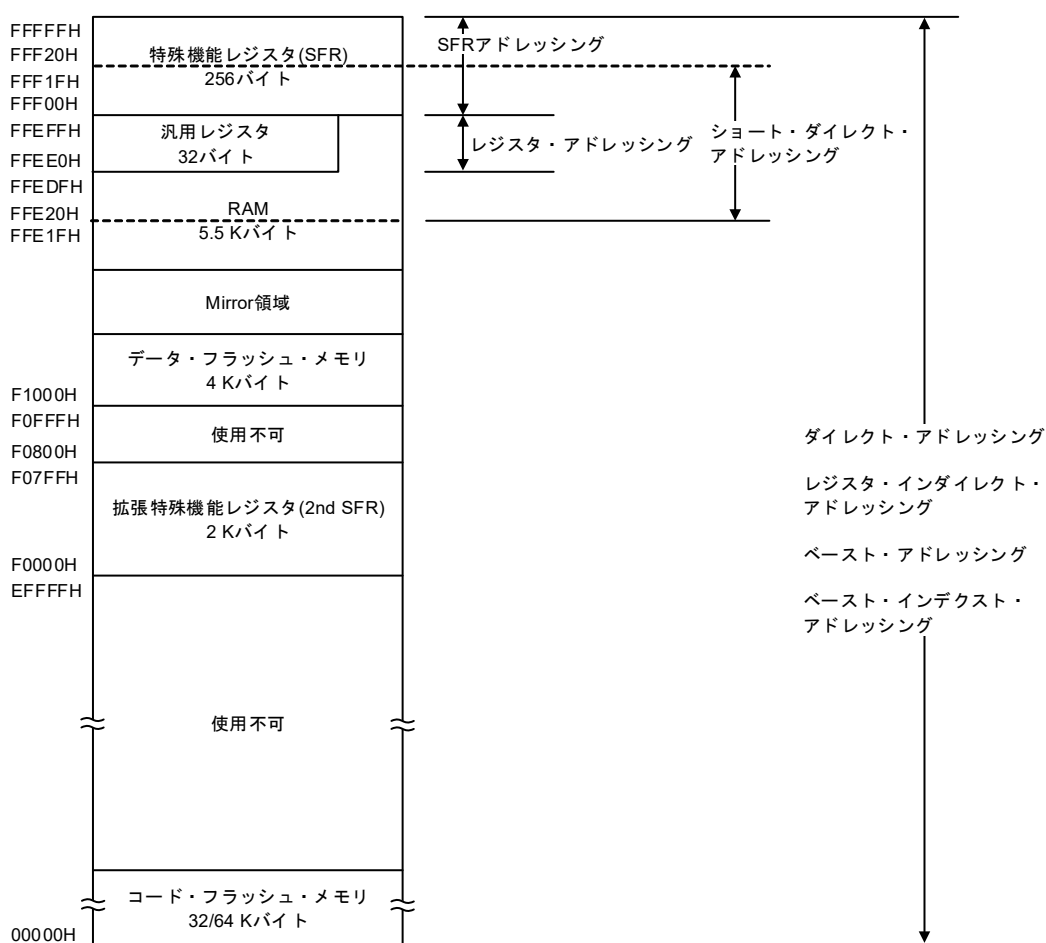 FFFFFH
FFF20H
FFF1FH
FFF00H
FFEFFH
FFEE0H
FFEDFH
FFE20H
FFE1FH
F1000H
F0FFFH
F0800H
F07FFH
F0000H
EFFFFH
00000H
特殊機能レジスタ(SFR)
256バイト
汎用レジスタ
32バイト
RAM
5.5 Kバイト
Mirror領域
データ・フラッシュ・メモリ
4 Kバイト
使用不可
拡張特殊機能レジスタ(2nd SFR)
2 Kバイト
使用不可
コード・フラッシュ・メモリ
32/64 Kバイト
SFRアドレッシング
レジスタ・アドレッシング
ショート・ダイレクト・
アドレッシング
ダイレクト・アドレッシング
レジスタ・インダイレクト・
アドレッシング
ベースト・アドレッシング
ベースト・インデクスト・
アドレッシング